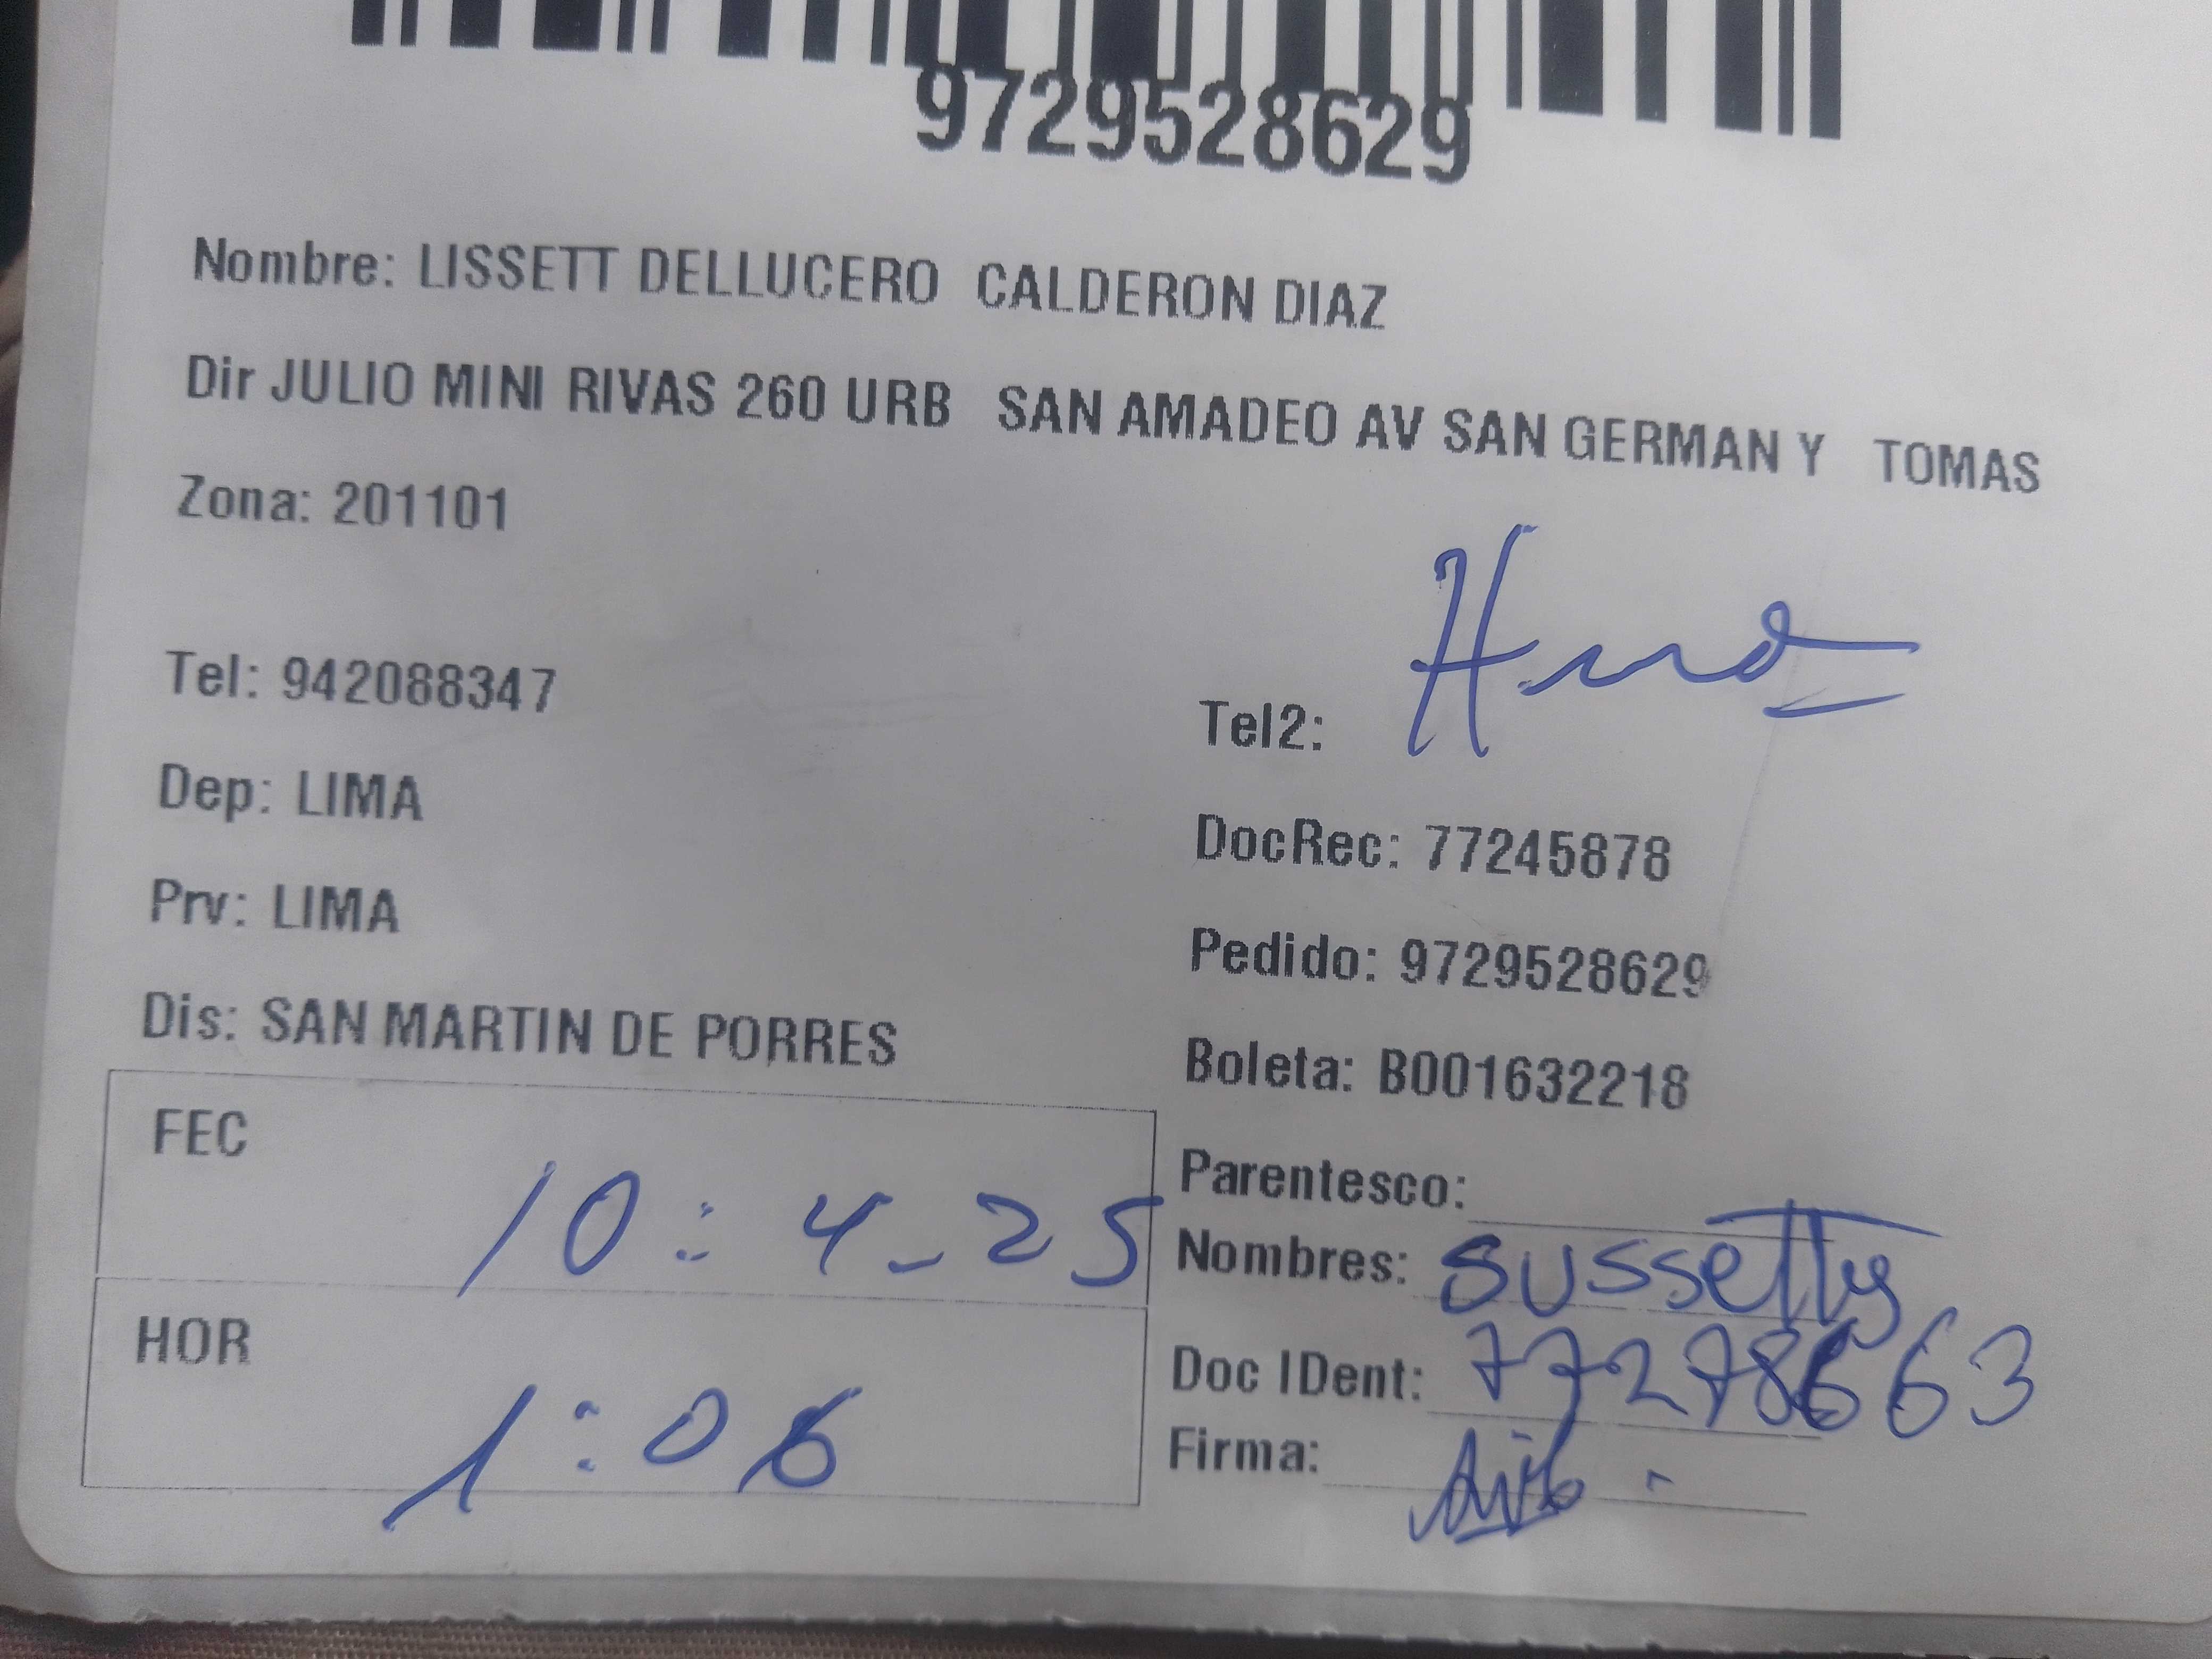 9729528629
Nombre: LISSETT DELLUCERO CALDERON DIAZ
Dir JULIO MINI RIVAS 260 URB SAN AMADEO AV SAN GERMAN Y TOMAS
Zona: 201101
Tel: 942088347
Dep: LIMA
Prv: LIMA
Dis: SAN MARTIN DE PORRES
Tel2:
DocRec: 77245878
Pedido: 9729528629
Boleta: B001632218
FEC 10: 4-25
HOR 1:06
Parentesco:
Nombres: Sussetty
Doc IDent: 77278663
Firma: